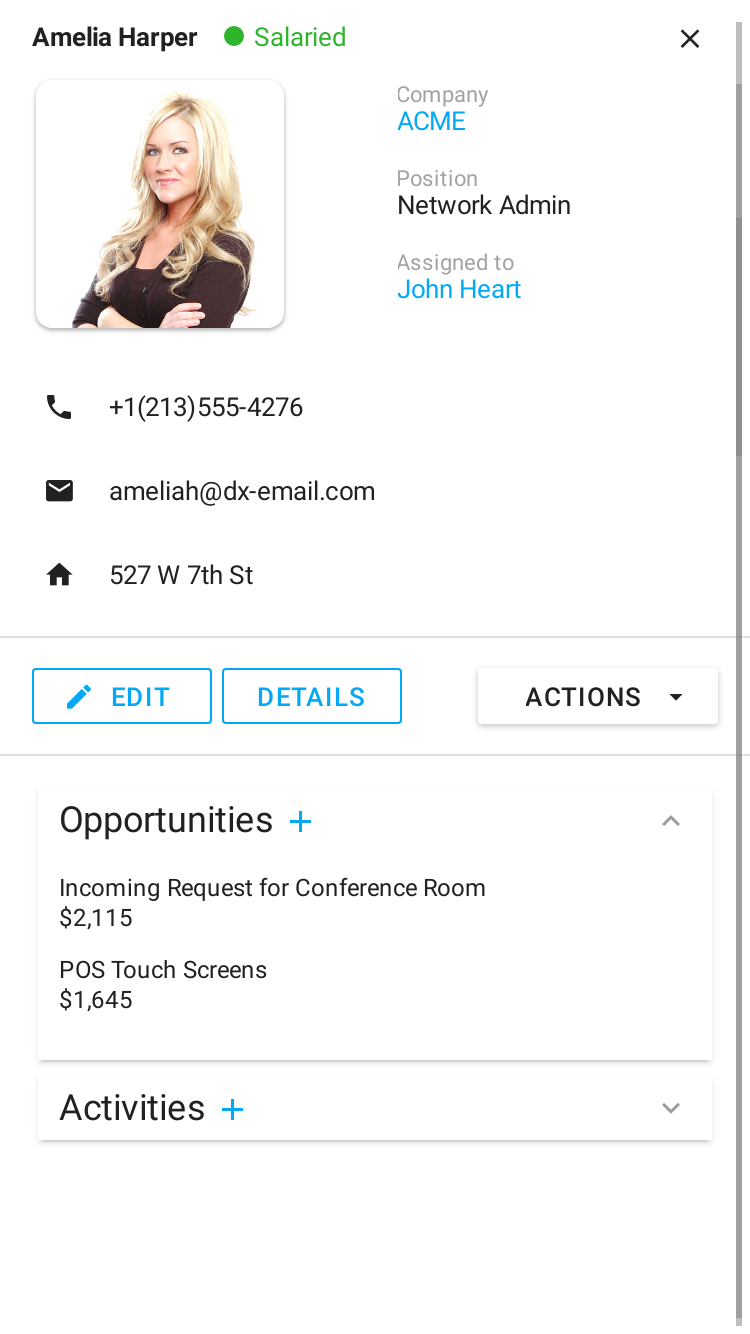 Amelia Harper Salaried
Company
ACME
Position
Network Admin
Assigned to
John Heart
+1(213)555-4276
ameliah@dx-email.com
527 W 7th St
EDIT DETAILS ACTIONS
Opportunities
Incoming Request for Conference Room
$2,115
POS Touch Screens
$1,645
Activities